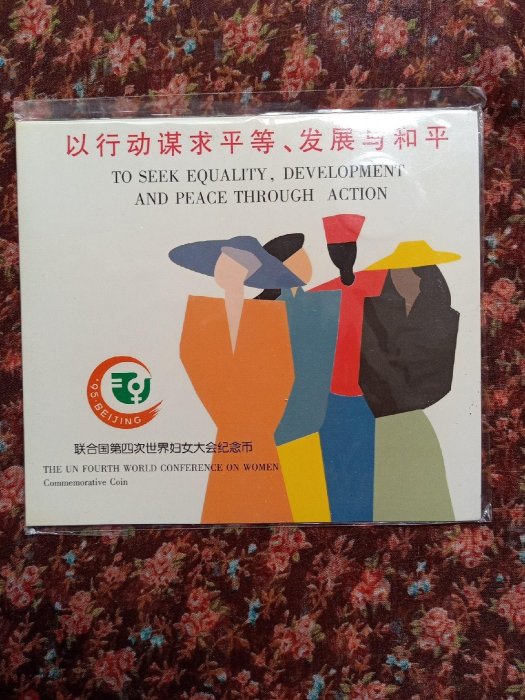 以行动谋求平等、发展与和平
TO SEEK EQUALITY, DEVELOPMENT
AND PEACE THROUGH ACTION
'95·BEIJING
联合国第四次世界妇女大会纪念币
THE UN FOURTH WORLD CONFERENCE ON WOMEN
Commemorative Coin